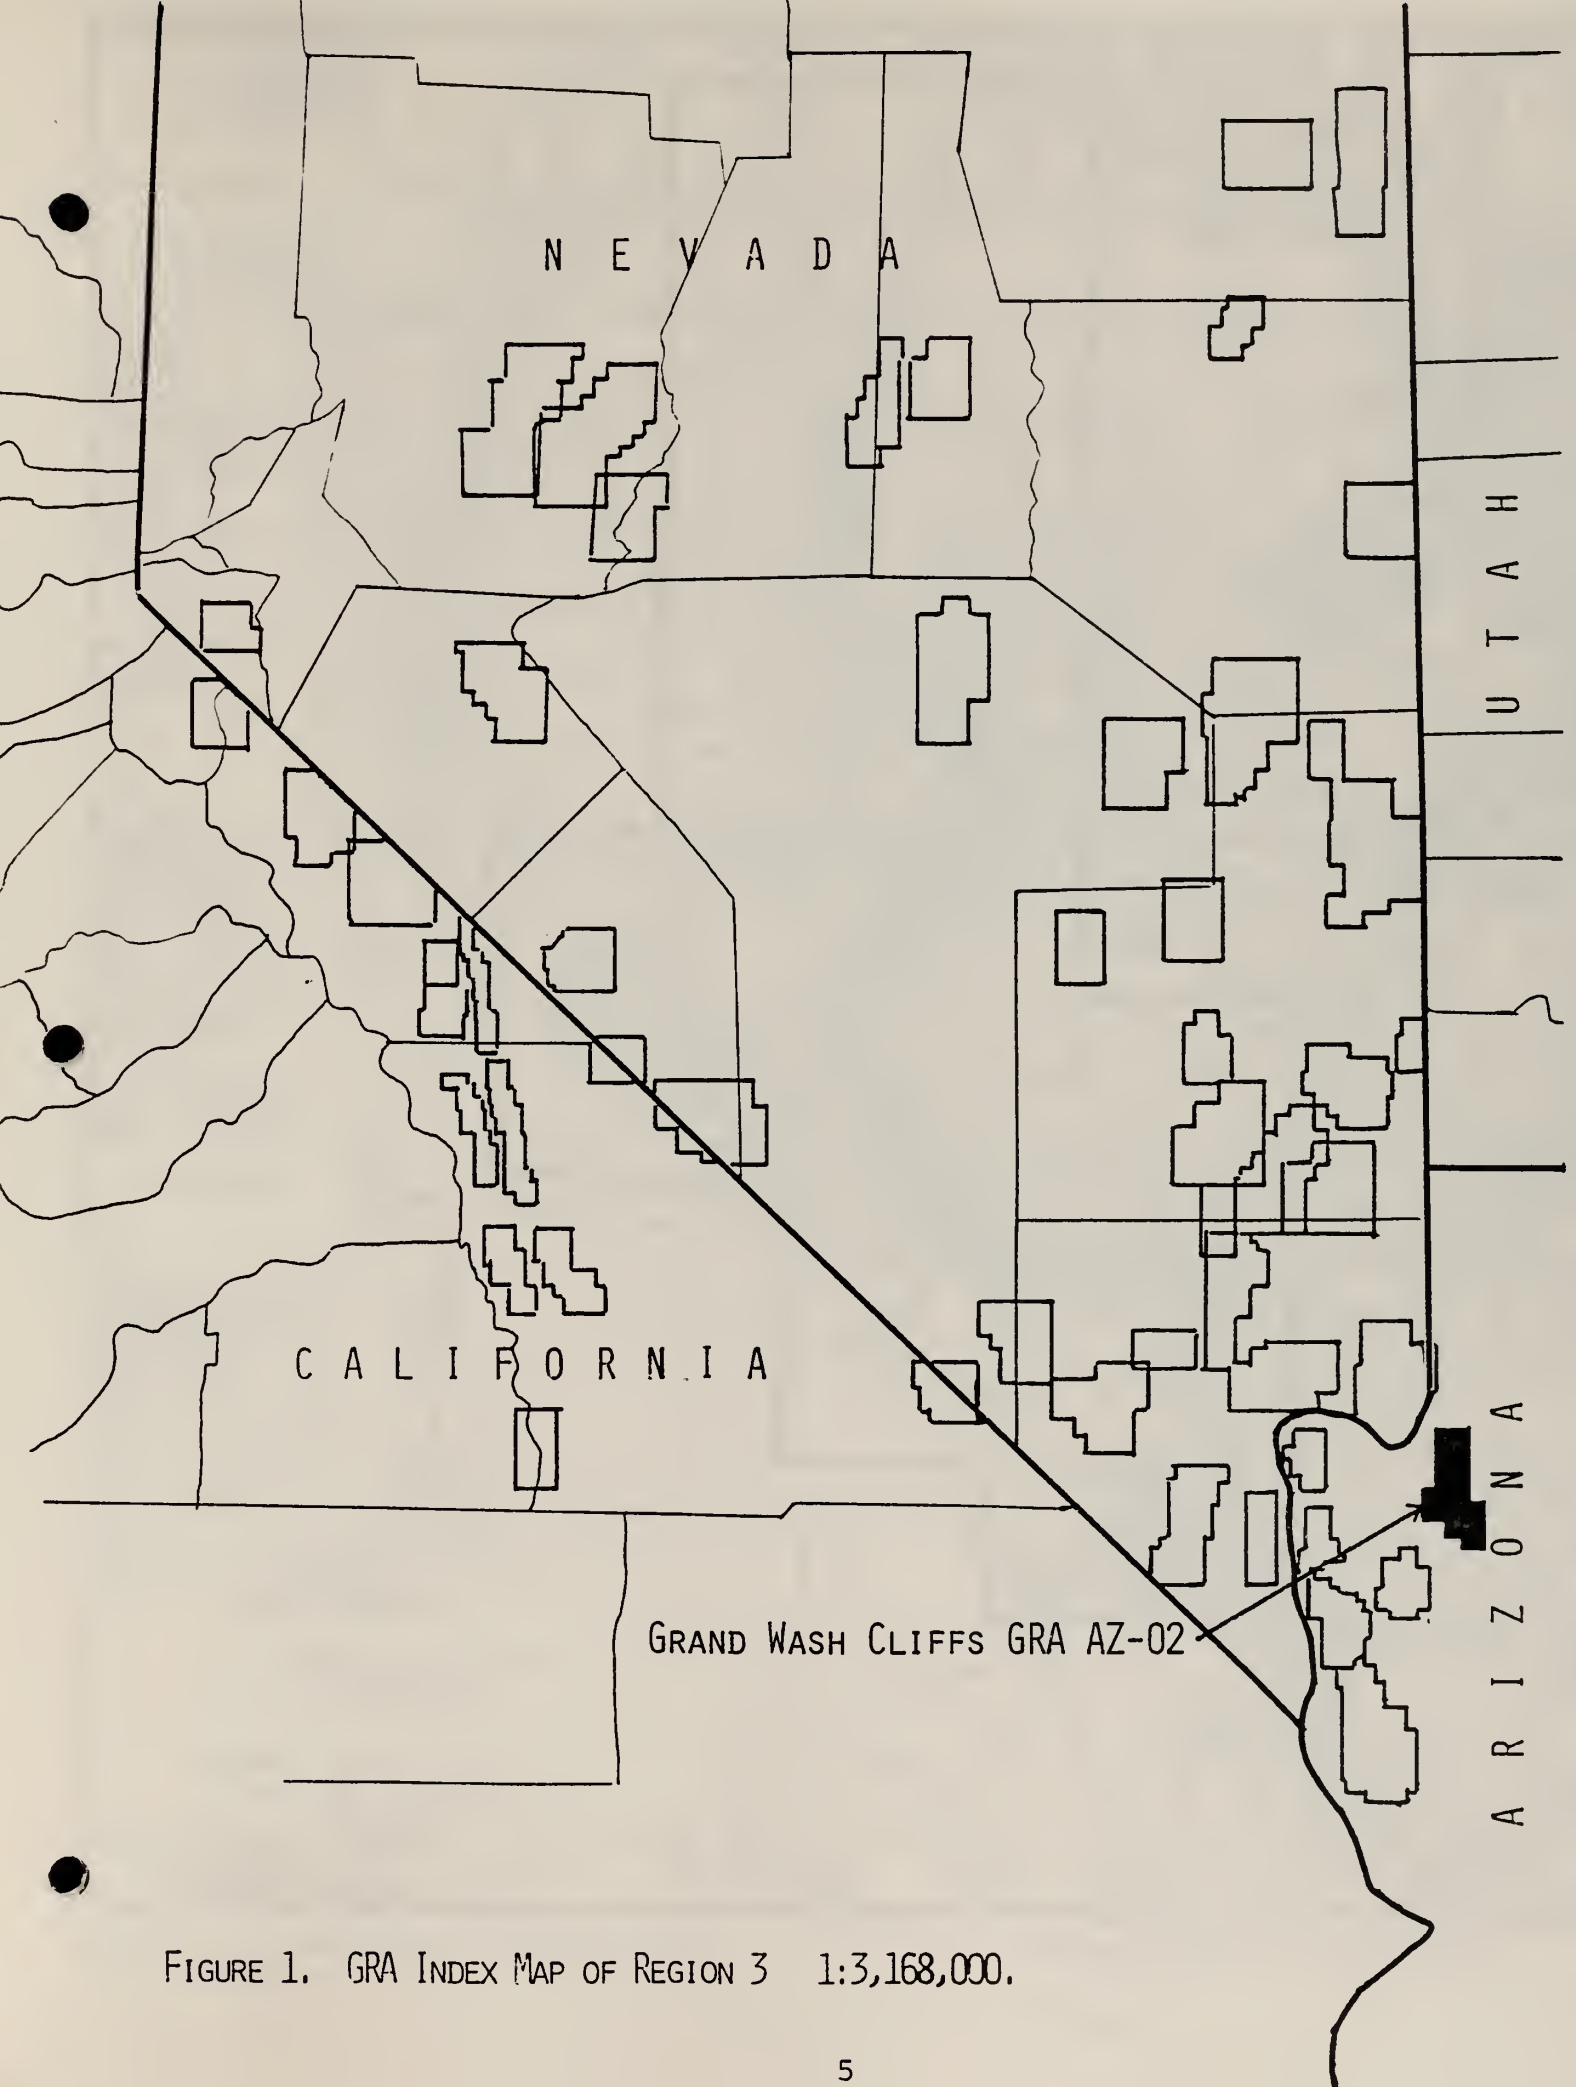 N E V A D A
U T A H
C A L I F O R N I A
A R I Z O N A
GRAND WASH CLIFFS GRA AZ-02
FIGURE 1. GRA INDEX MAP OF REGION 3 1:3,168,000.
5